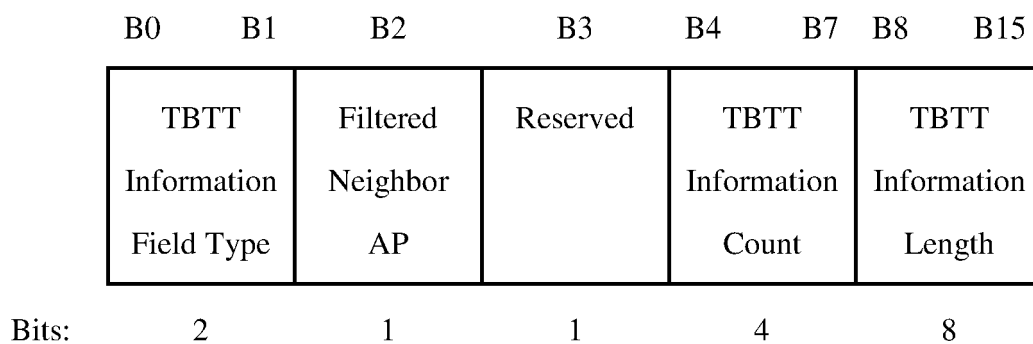 B0 B1 B2 B3 B4 B7 B8 B15
TBTT Filtered Reserved TBTT TBTT
Information Neighbor Information Information
Field Type AP Count Length
Bits: 2 1 1 4 8